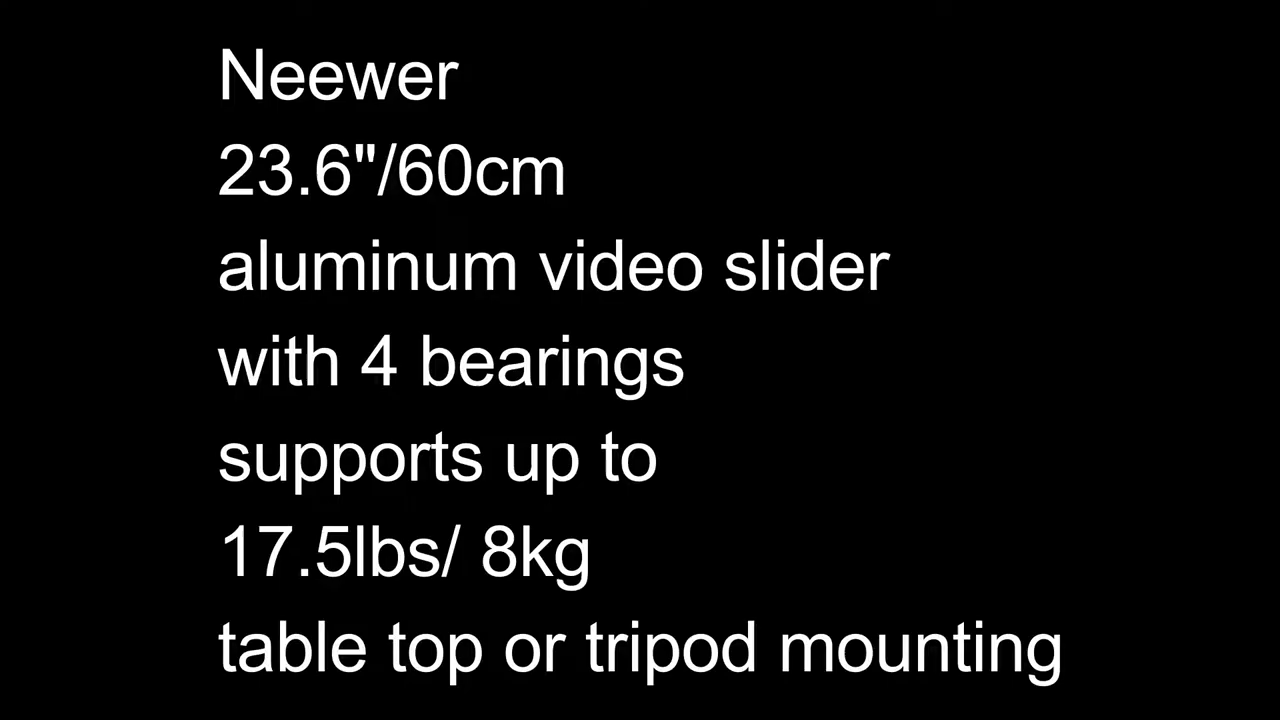 Neewer
23.6"/60cm
aluminum video slider
with 4 bearings
supports up to
17.5lbs/ 8kg
table top or tripod mounting